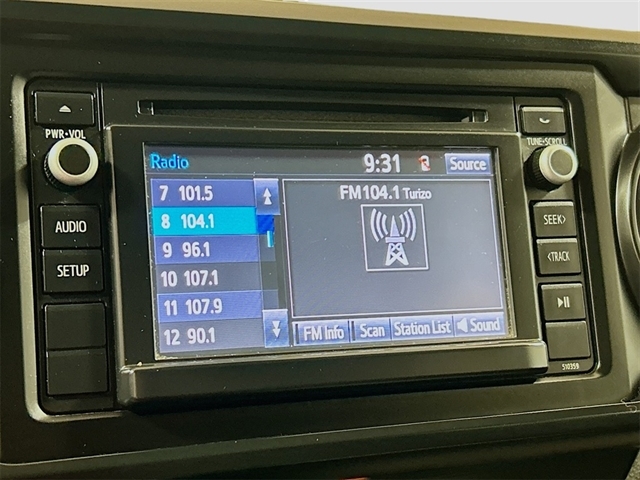 PWR•VOL
AUDIO
SETUP
Radio
9:31
Source
7 101.5
8 104.1
9 96.1
10 107.1
11 107.9
12 90.1
FM104.1 Turizo
FM Info
Scan
Station List
Sound
TUNE•SCROLL
SEEK>
<TRACK
510359